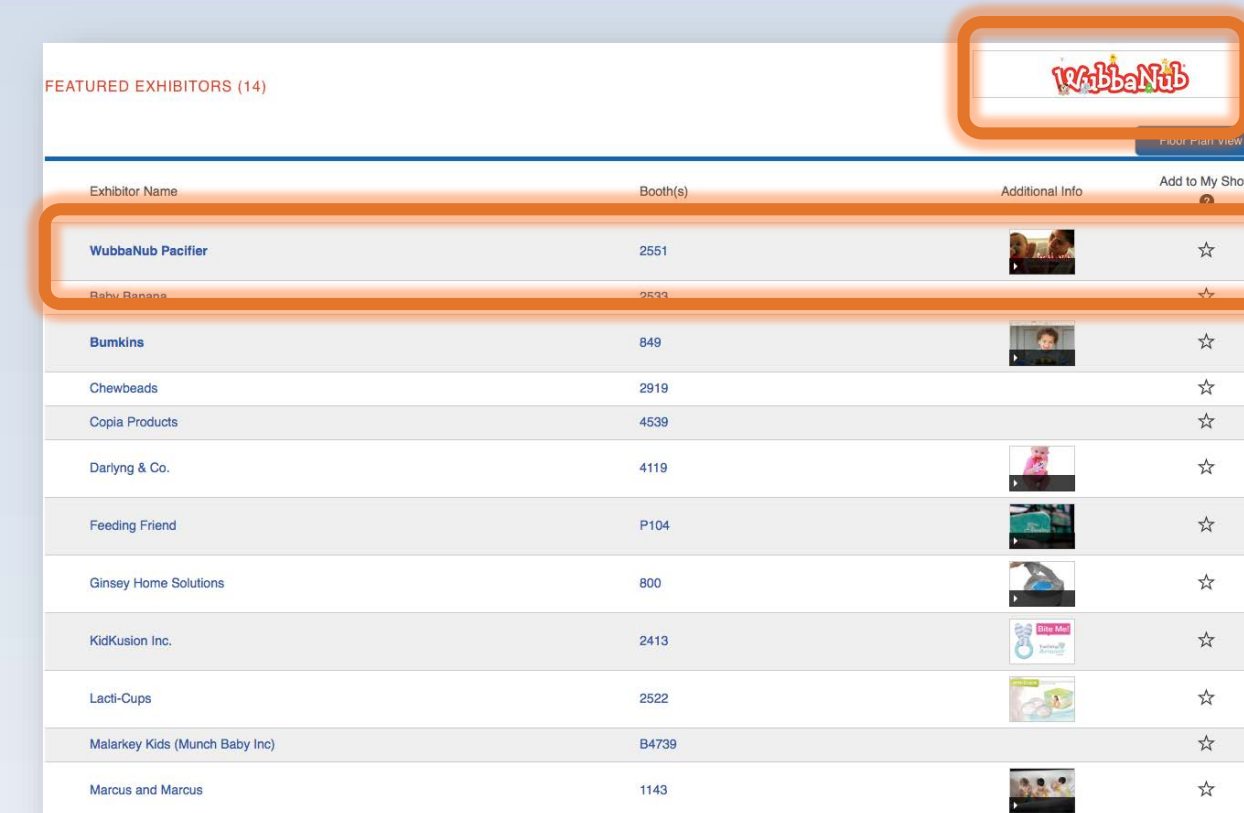 FEATURED EXHIBITORS (14)
WubbaNub
Floor Plan View
Exhibitor Name Booth(s) Additional Info Add to My Sho
?
WubbaNub Pacifier 2551
Baby Banana 2533
Bumkins 849
Chewbeads 2919
Copia Products 4539
Darlyng & Co. 4119
Feeding Friend P104
Ginsey Home Solutions 800
KidKusion Inc. 2413 Bite Me!
Lacti-Cups 2522
Malarkey Kids (Munch Baby Inc) B4739
Marcus and Marcus 1143